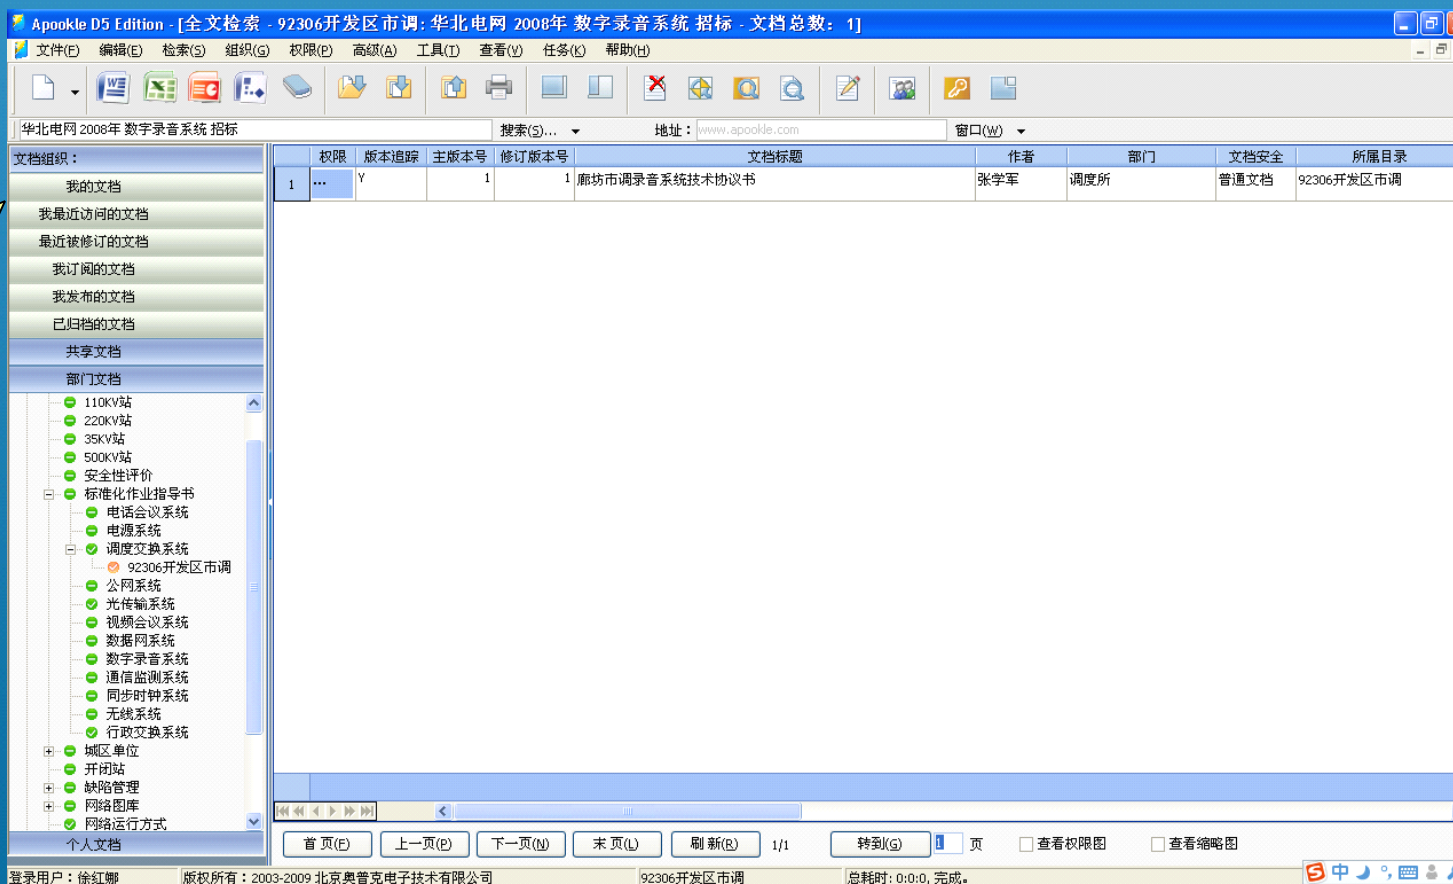 Apookle D5 Edition - [全文检索 - 92306开发区市调: 华北电网 2008年 数字录音系统 招标 - 文档总数: 1]
文件(F) 编辑(E) 检索(S) 组织(G) 权限(P) 高级(A) 工具(T) 查看(V) 任务(K) 帮助(H)
华北电网 2008年 数字录音系统 招标 搜索(S)... 地址: www.apookle.com 窗口(W)
文档组织:
我的文档
我最近访问的文档
最近被修订的文档
我订阅的文档
我发布的文档
已归档的文档
共享文档
部门文档
110KV站
220KV站
35KV站
500KV站
安全性评价
标准化作业指导书
电话会议系统
电源系统
调度交换系统
92306开发区市调
公网系统
光传输系统
视频会议系统
数据网系统
数字录音系统
通信监测系统
同步时钟系统
无线系统
行政交换系统
城区单位
开闭站
缺陷管理
网络图库
网络运行方式
个人文档
权限 版本追踪 主版本号 修订版本号 文档标题 作者 部门 文档安全 所属目录
1 ... Y 1 1 廊坊市调录音系统技术协议书 张学军 调度所 普通文档 92306开发区市调
首页(F) 上一页(P) 下一页(N) 末页(L) 刷新(R) 1/1 转到(G) 1 页 查看权限图 查看缩略图
登录用户: 徐红娜 版权所有: 2003-2009 北京奥普克电子技术有限公司 92306开发区市调 总耗时: 0:0:0, 完成。
S 中